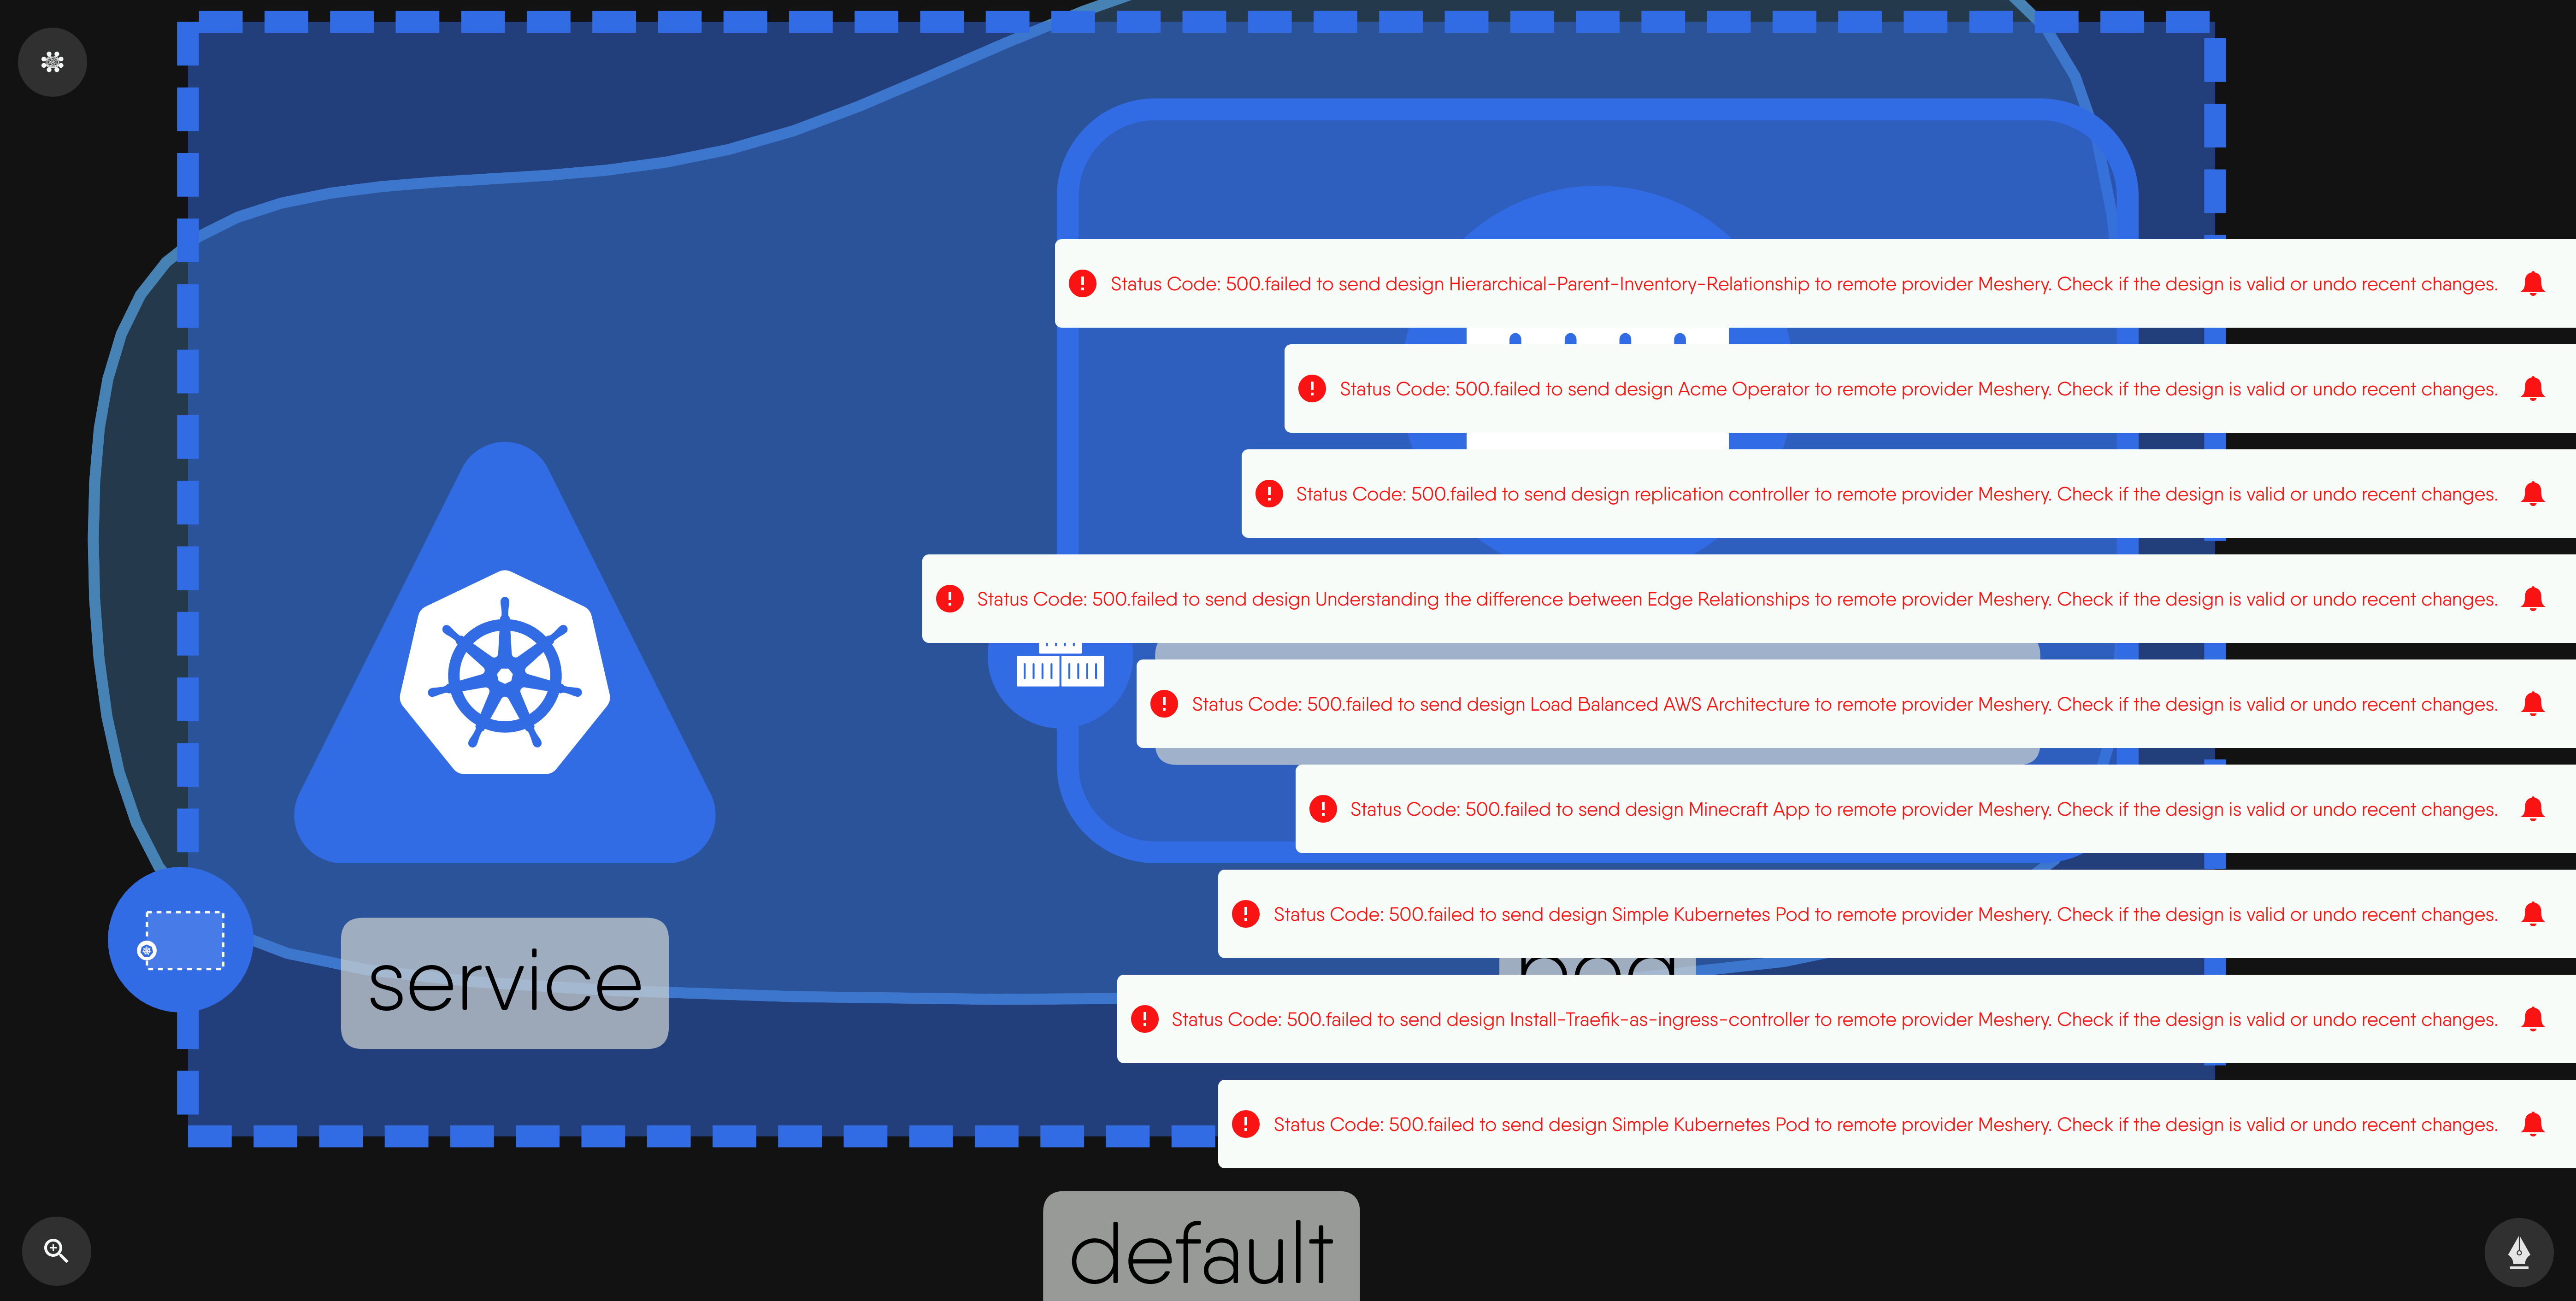 Status Code: 500.failed to send design Hierarchical-Parent-Inventory-Relationship to remote provider Meshery. Check if the design is valid or undo recent changes.
Status Code: 500.failed to send design Acme Operator to remote provider Meshery. Check if the design is valid or undo recent changes.
Status Code: 500.failed to send design replication controller to remote provider Meshery. Check if the design is valid or undo recent changes.
Status Code: 500.failed to send design Understanding the difference between Edge Relationships to remote provider Meshery. Check if the design is valid or undo recent changes.
Status Code: 500.failed to send design Load Balanced AWS Architecture to remote provider Meshery. Check if the design is valid or undo recent changes.
Status Code: 500.failed to send design Minecraft App to remote provider Meshery. Check if the design is valid or undo recent changes.
Status Code: 500.failed to send design Simple Kubernetes Pod to remote provider Meshery. Check if the design is valid or undo recent changes.
service
Status Code: 500.failed to send design Install-Traefik-as-ingress-controller to remote provider Meshery. Check if the design is valid or undo recent changes.
Status Code: 500.failed to send design Simple Kubernetes Pod to remote provider Meshery. Check if the design is valid or undo recent changes.
default